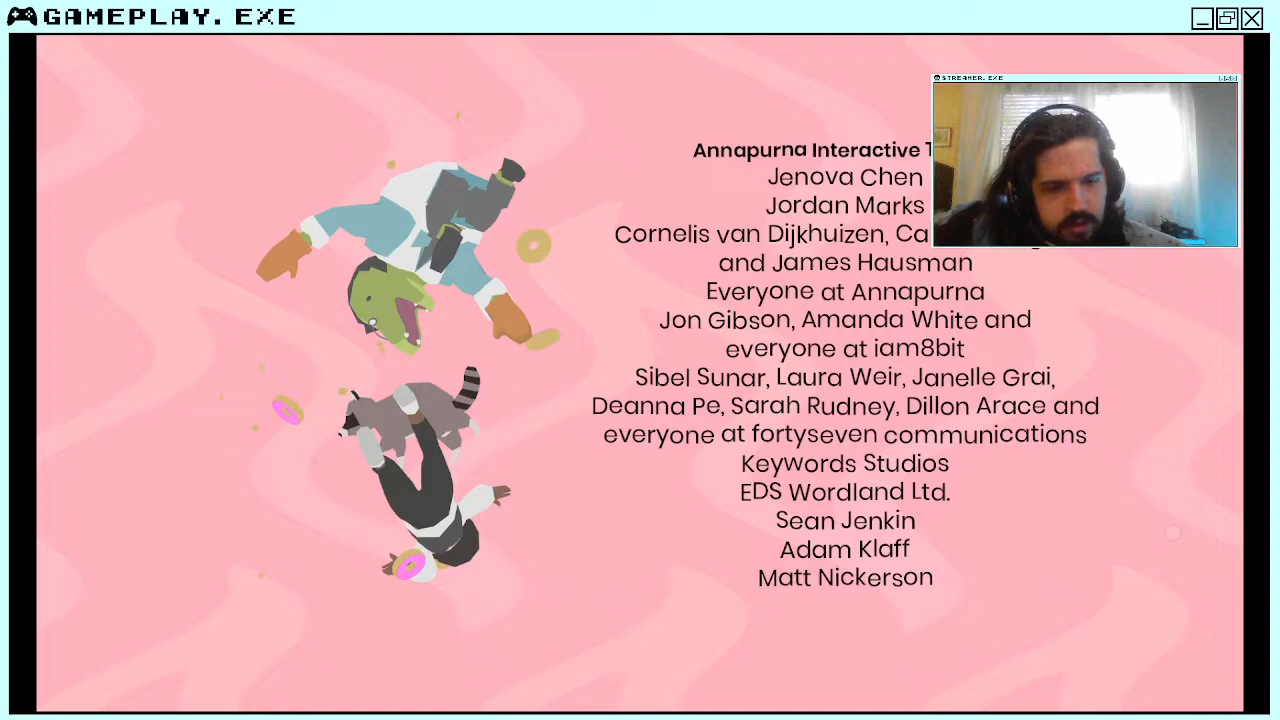 GAMEPLAY. EXE
STREAMER. EXE
Annapurna Interactive
Jenova Chen
Jordan Marks
Cornelis van Dijkhuizen,
and James Hausman
Everyone at Annapurna
Jon Gibson, Amanda White and
everyone at iam8bit
Sibel Sunar, Laura Weir, Janelle Grai,
Deanna Pe, Sarah Rudney, Dillon Arace and
everyone at fortyseven communications
Keywords Studios
EDS Wordland Ltd.
Sean Jenkin
Adam Klaff
Matt Nickerson